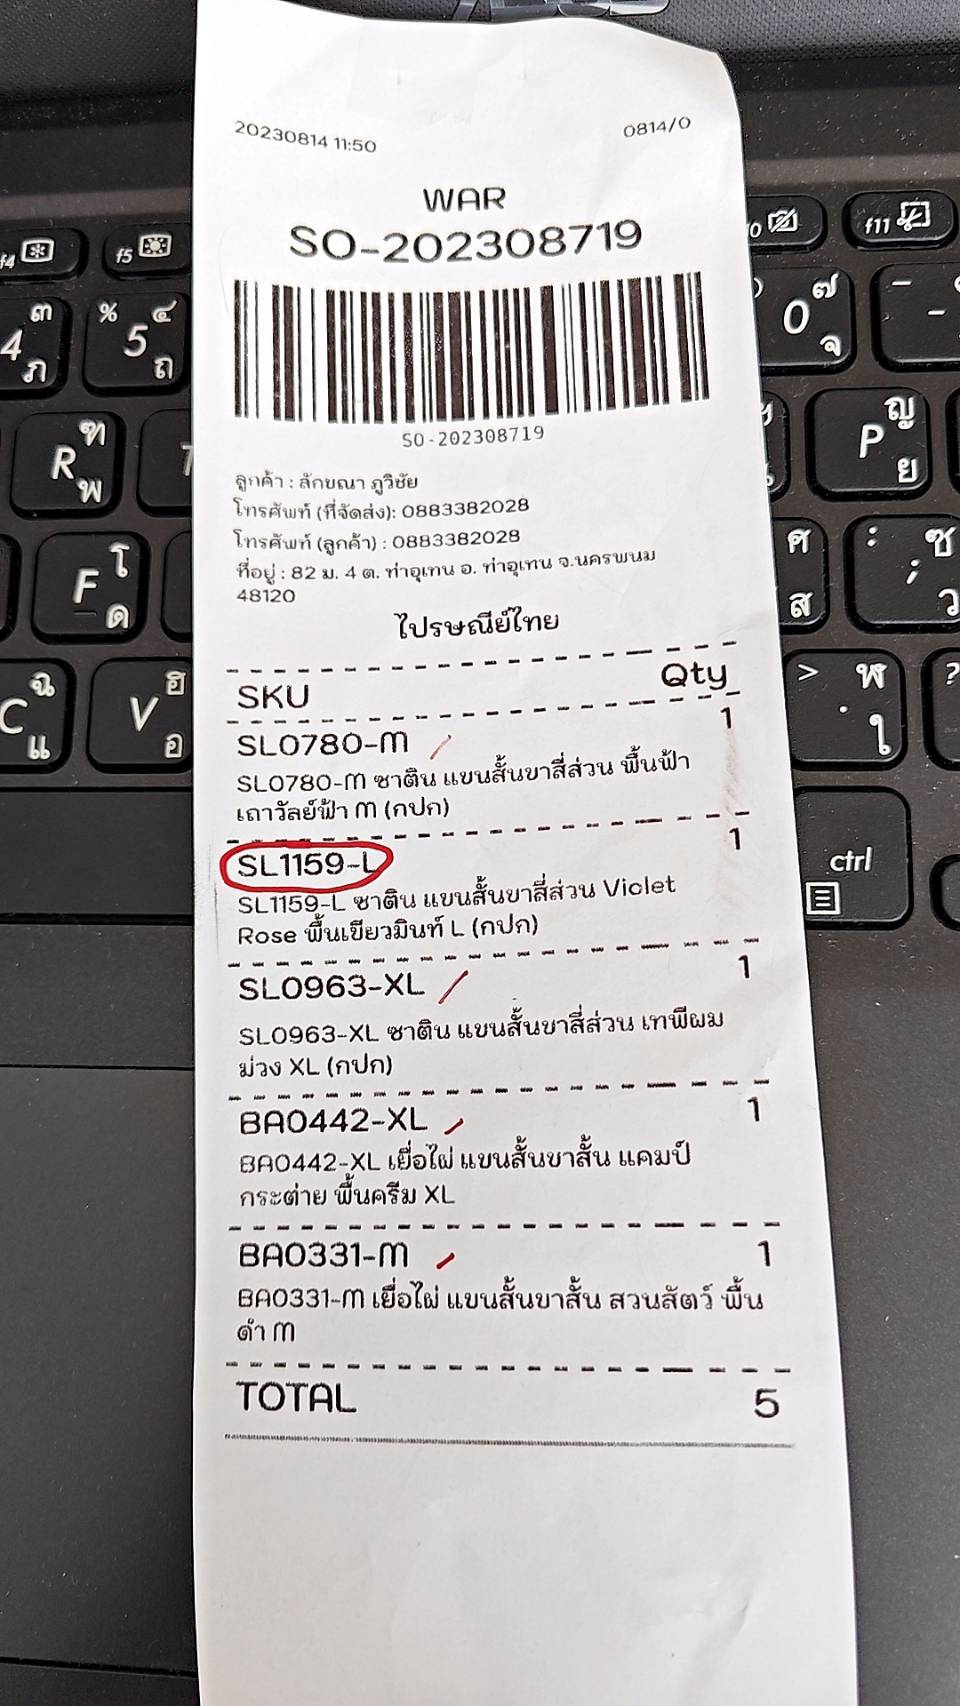 20230814 11:50
0814/0
WAR
SO-202308719
SO-202308719
ลูกค้า : ลักขณา ภูวิชัย
โทรศัพท์ (ที่จัดส่ง): 0883382028
โทรศัพท์ (ลูกค้า) : 0883382028
ที่อยู่ : 82 ม. 4 ต. ท่าอุเทน อ. ท่าอุเทน จ.นครพนม
48120
ไปรษณีย์ไทย
SKU Qty
SL0780-M 1
SL0780-M ซาติน แขนสั้นขาสี่ส่วน พื้นฟ้า
เถาวัลย์ฟ้า M (กปก)
SL1159-L 1
SL1159-L ซาติน แขนสั้นขาสี่ส่วน Violet
Rose พื้นเขียวมินท์ L (กปก)
SL0963-XL 1
SL0963-XL ซาติน แขนสั้นขาสี่ส่วน เทพีผม
ม่วง XL (กปก)
BA0442-XL 1
BA0442-XL เยื่อไผ่ แขนสั้นขาสั้น แคมป์
กระต่าย พื้นครีม XL
BA0331-M 1
BA0331-M เยื่อไผ่ แขนสั้นขาสั้น สวนสัตว์ พื้น
ดำ M
TOTAL 5
f4
f5
f11
4 ๓ ภ
% 5 ๔ ถ
0 ๗ จ
R ฑ พ
P ญ ย
F โ ด
ศ ส
: ; ซ ว
C ฉ แ
V ฮ อ
> . ฬ ใ
ctrl